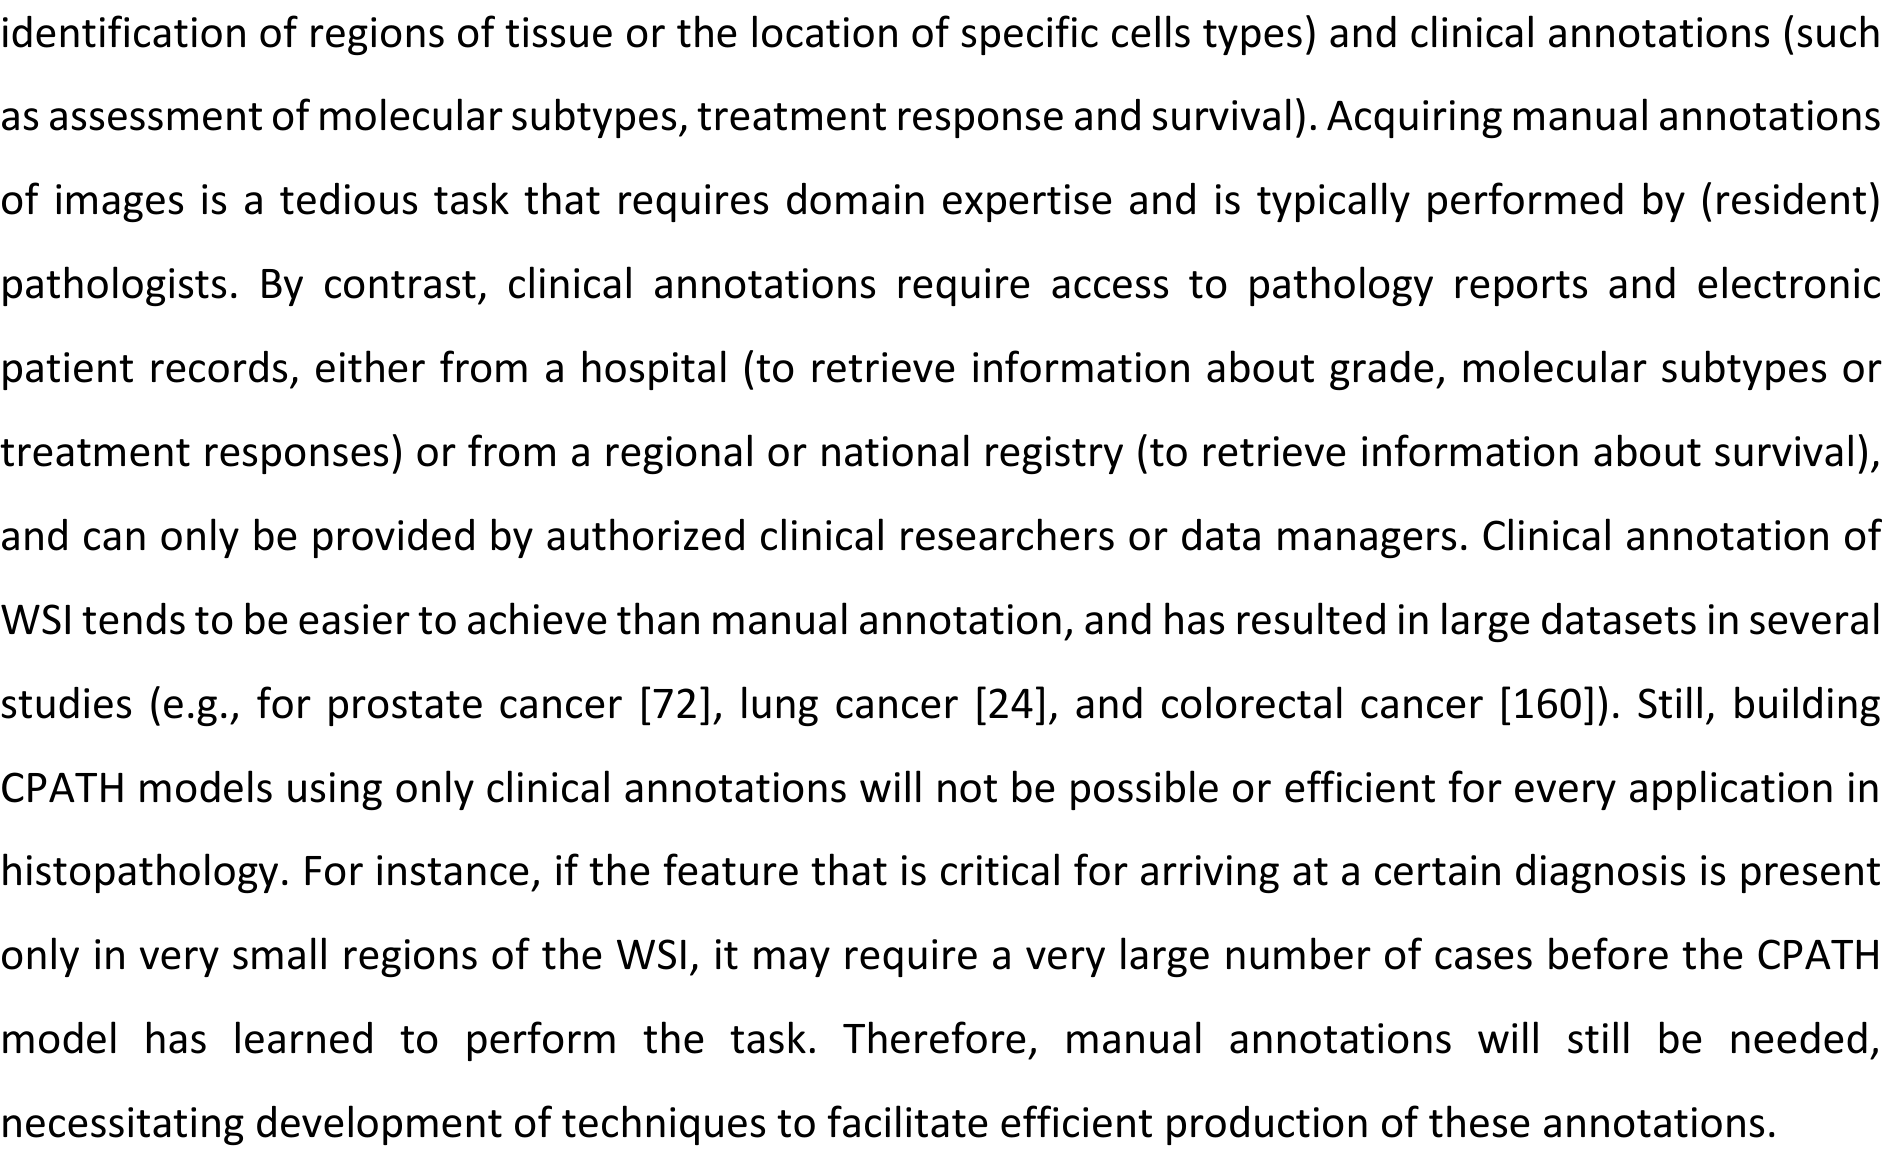 identification of regions of tissue or the location of specific cells types) and clinical annotations (such
as assessment of molecular subtypes, treatment response and survival). Acquiring manual annotations
of images is a tedious task that requires domain expertise and is typically performed by (resident)
pathologists. By contrast, clinical annotations require access to pathology reports and electronic
patient records, either from a hospital (to retrieve information about grade, molecular subtypes or
treatment responses) or from a regional or national registry (to retrieve information about survival),
and can only be provided by authorized clinical researchers or data managers. Clinical annotation of
WSI tends to be easier to achieve than manual annotation, and has resulted in large datasets in several
studies (e.g., for prostate cancer [72], lung cancer [24], and colorectal cancer [160]). Still, building
CPATH models using only clinical annotations will not be possible or efficient for every application in
histopathology. For instance, if the feature that is critical for arriving at a certain diagnosis is present
only in very small regions of the WSI, it may require a very large number of cases before the CPATH
model has learned to perform the task. Therefore, manual annotations will still be needed,
necessitating development of techniques to facilitate efficient production of these annotations.